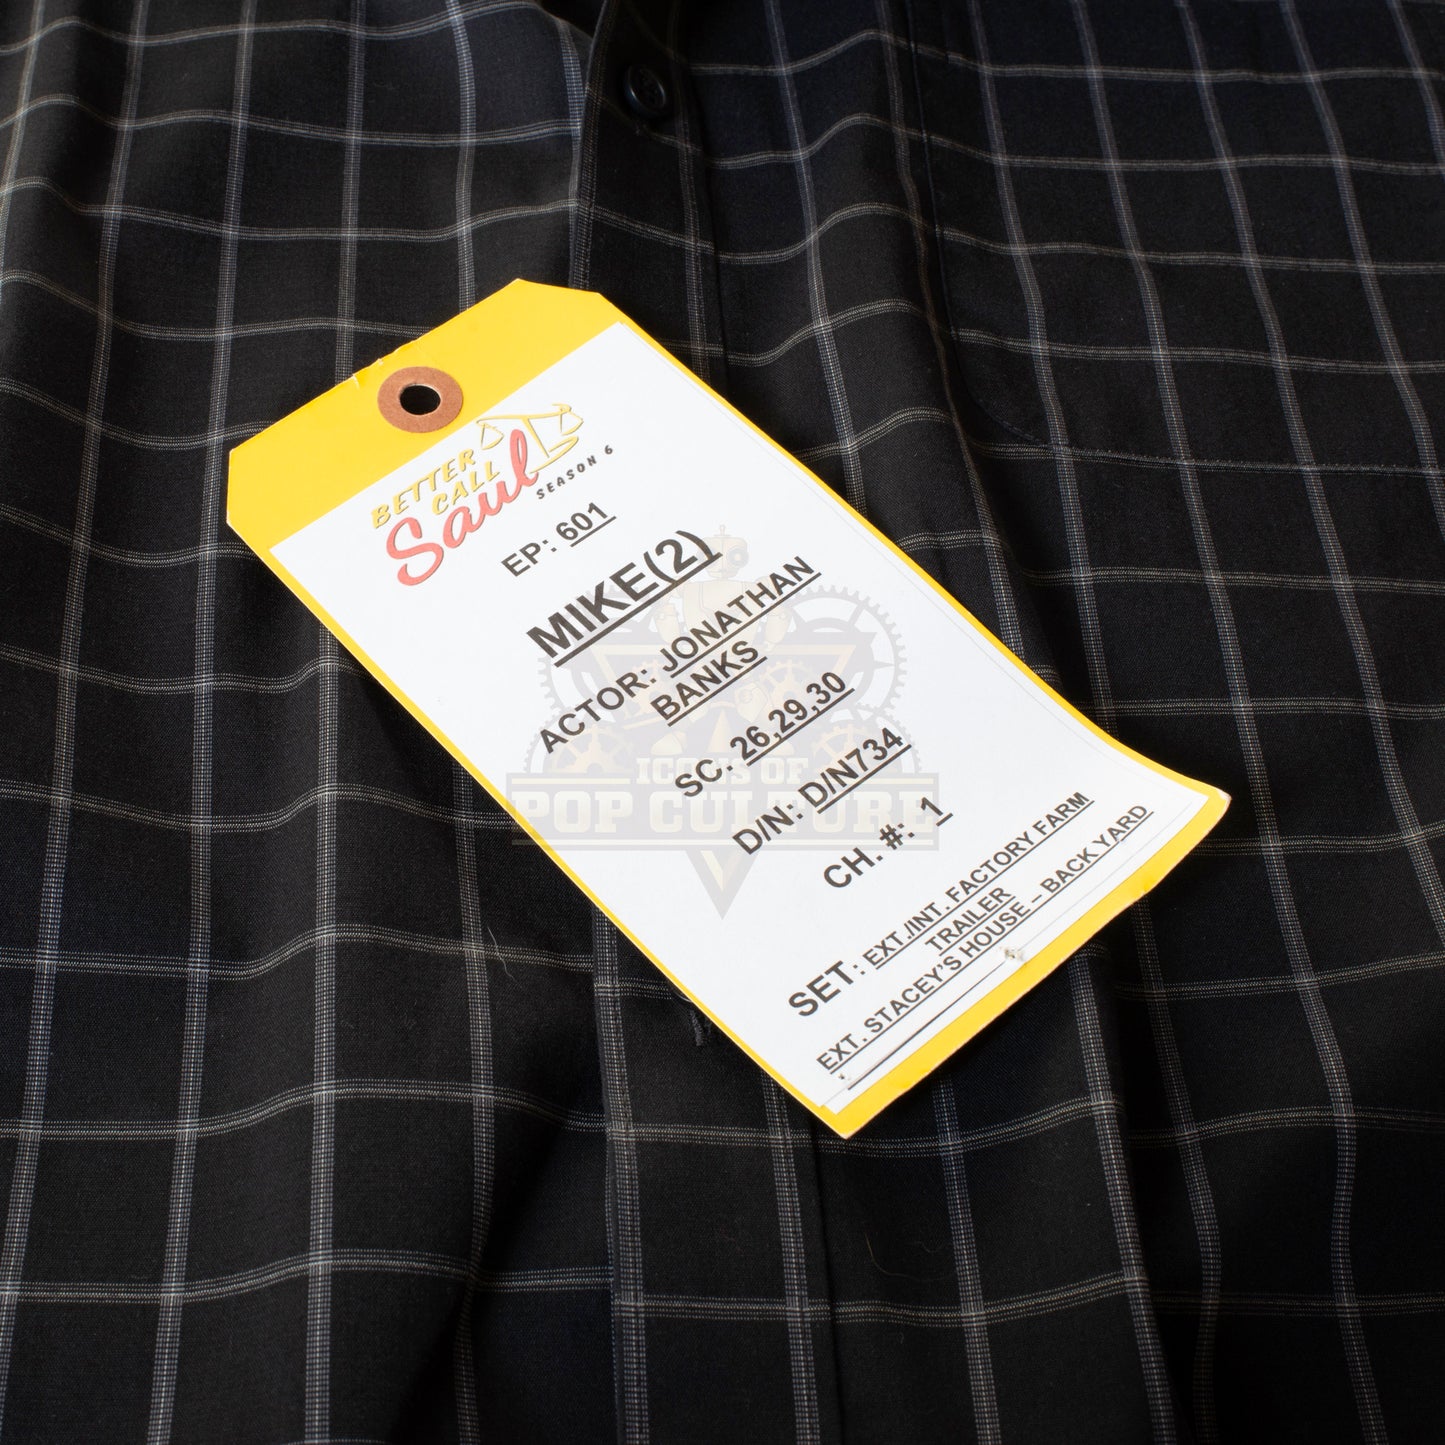 BETTER
CALL
Saul
SEASON 6
EP: 601
MIKE(2)
ACTOR: JONATHAN
BANKS
SC. 26,29,30
D/N: D/N734
CH. #: 1
SET: EXT./INT. FACTORY FARM
TRAILER
EXT. STACEY'S HOUSE – BACK YARD
ICONS OF
POP CULTURE